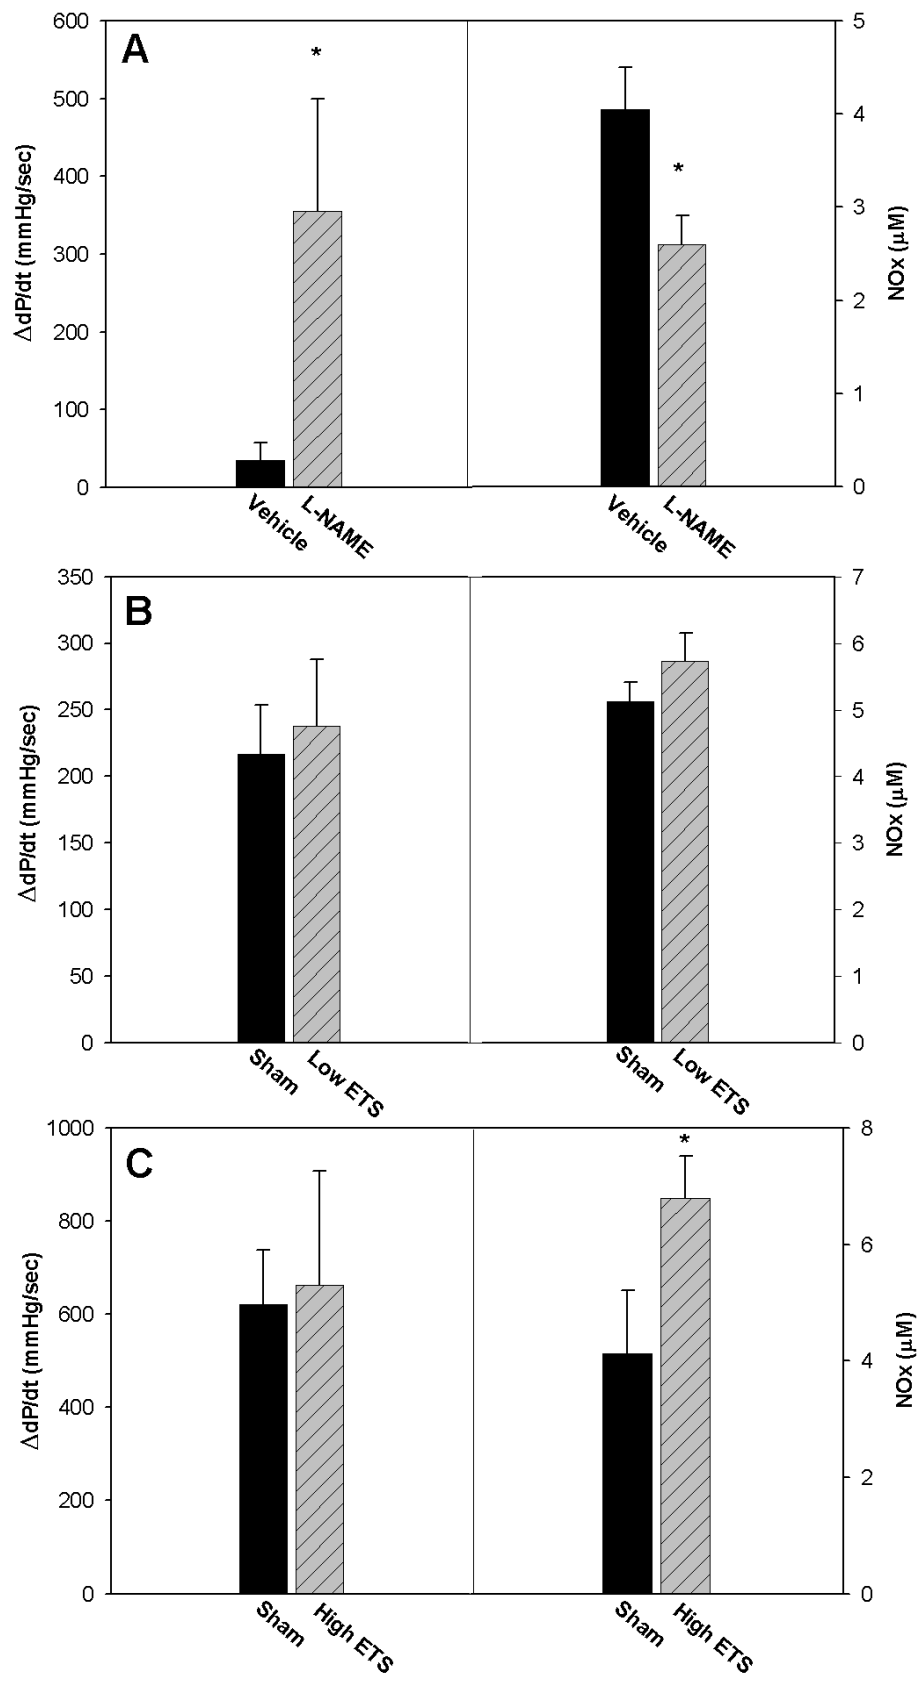 A
600
500
400
300
200
100
0
ΔdP/dt (mmHg/sec)
*
Vehicle
L-NAME
*
5
4
3
2
1
0
NOx (μM)
Vehicle
L-NAME
B
350
300
250
200
150
100
50
0
ΔdP/dt (mmHg/sec)
Sham
Low ETS
7
6
5
4
3
2
1
0
NOx (μM)
Sham
Low ETS
C
1000
800
600
400
200
0
ΔdP/dt (mmHg/sec)
Sham
High ETS
*
8
6
4
2
0
NOx (μM)
Sham
High ETS